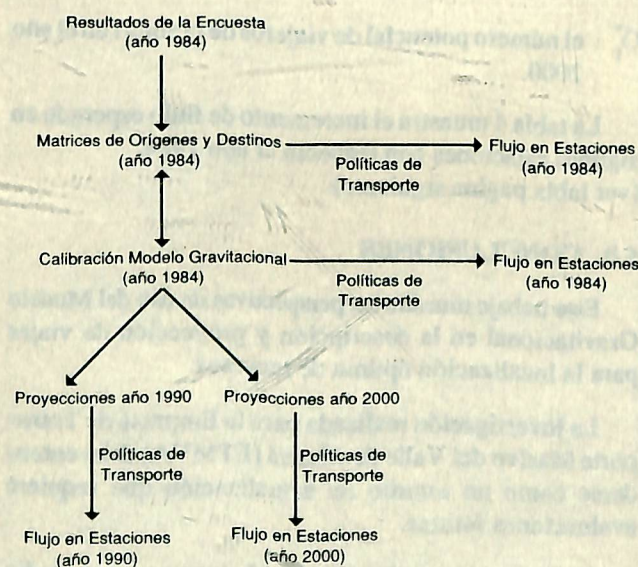 Resultados de la Encuesta
(año 1984)
Matrices de Orígenes y Destinos
(año 1984)
Políticas de
Transporte
Flujo en Estaciones
(año 1984)
Calibración Modelo Gravitacional
(año 1984)
Políticas de
Transporte
Flujo en Estaciones
(año 1984)
Proyecciones año 1990
Proyecciones año 2000
Políticas de
Transporte
Políticas de
Transporte
Flujo en Estaciones
(año 1990)
Flujo en Estaciones
(año 2000)